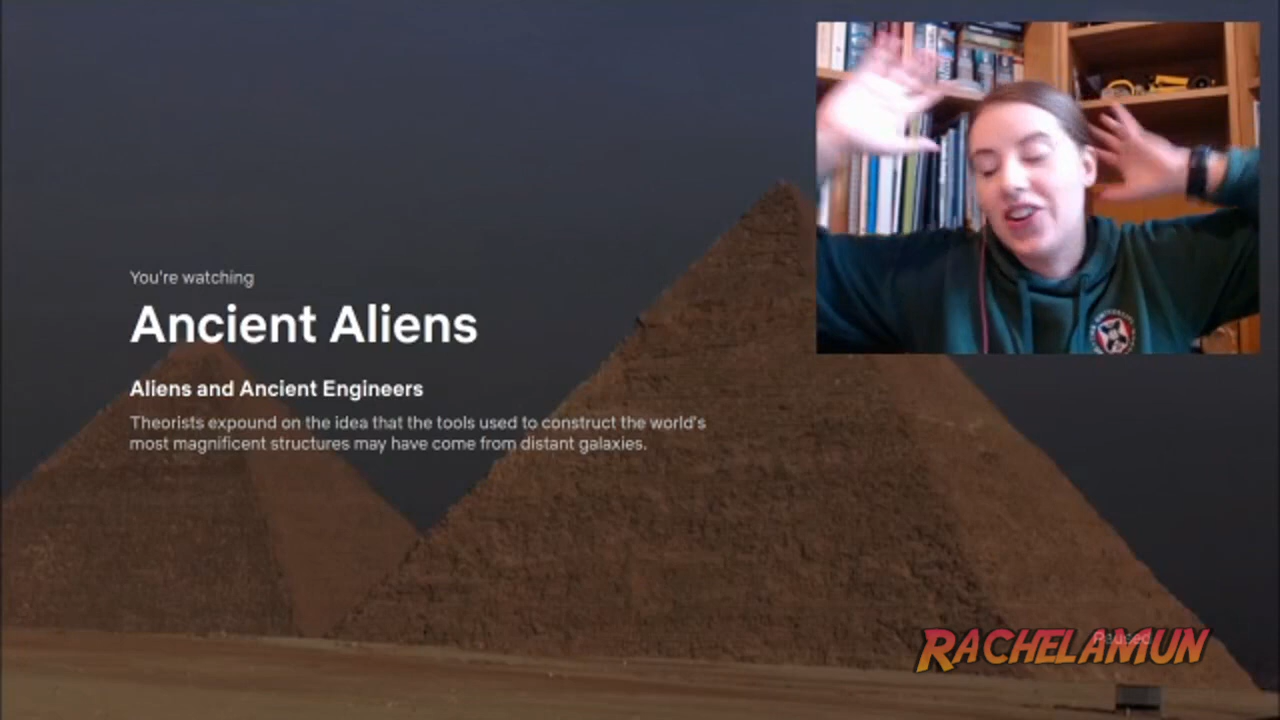 You're watching
Ancient Aliens
Aliens and Ancient Engineers
Theorists expound on the idea that the tools used to construct the world's
most magnificent structures may have come from distant galaxies.
Paused
RACHELAMUN